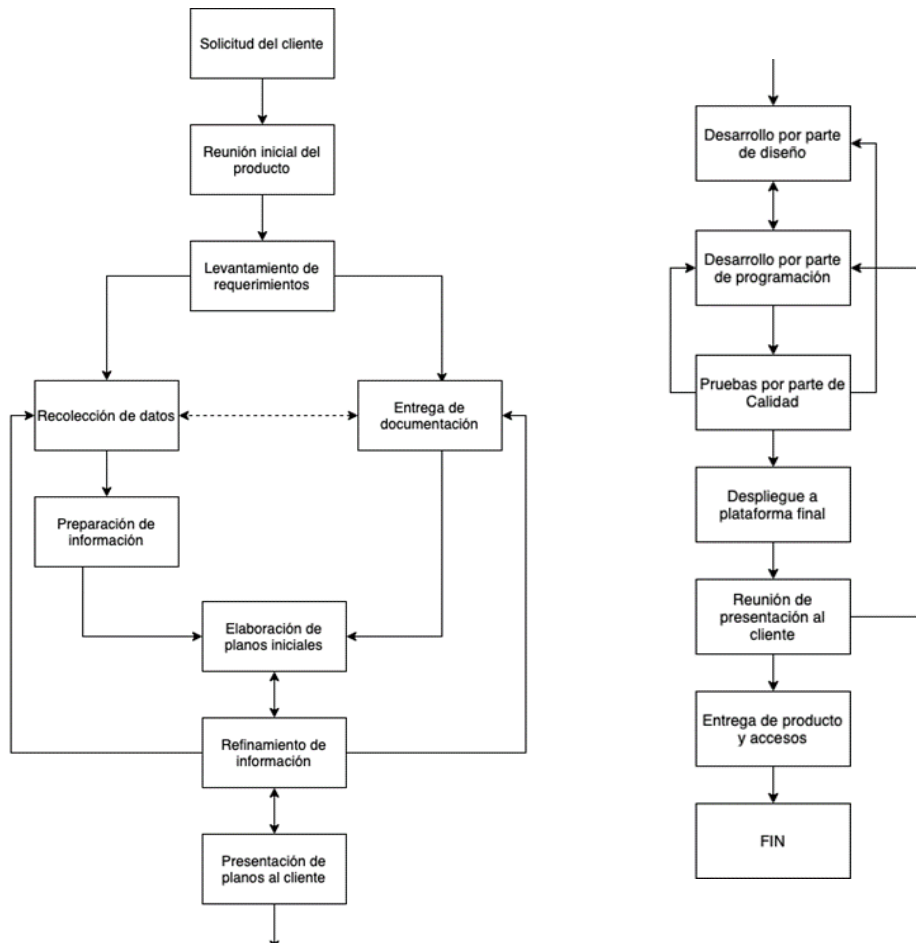 Solicitud del cliente
Reunión inicial del
producto
Levantamiento de
requerimientos
Recolección de datos
Entrega de
documentación
Preparación de
información
Elaboración de
planos iniciales
Refinamiento de
información
Presentación de
planos al cliente
Desarrollo por parte
de diseño
Desarrollo por parte
de programación
Pruebas por parte de
Calidad
Despliegue a
plataforma final
Reunión de
presentación al
cliente
Entrega de producto
y accesos
FIN